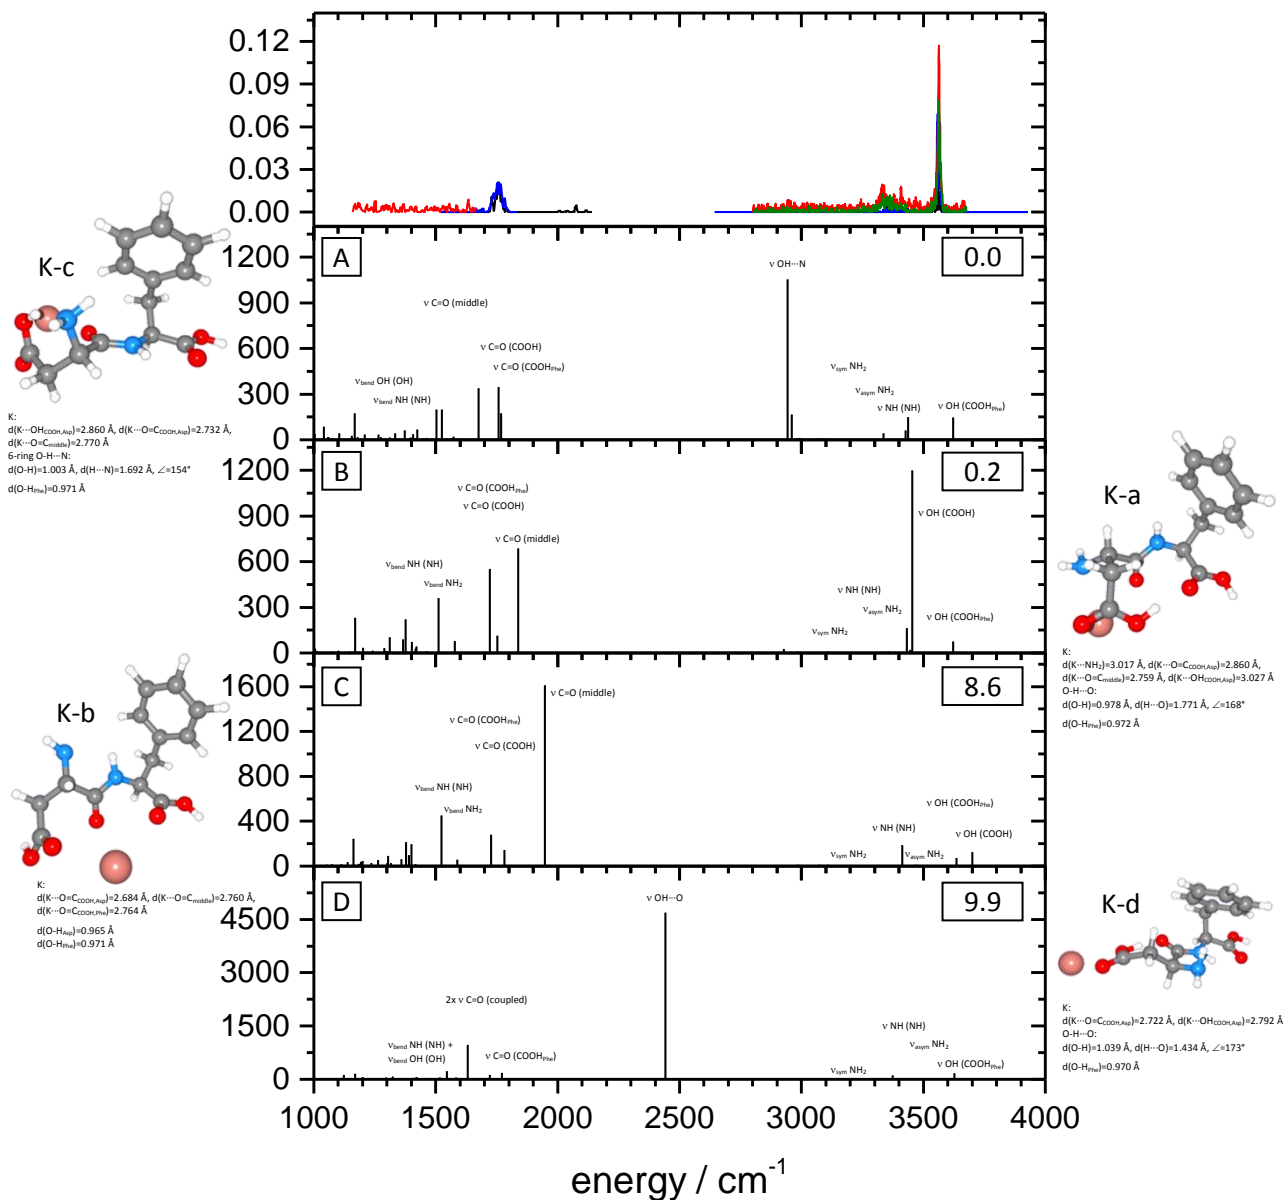 0.12
0.09
0.06
0.03
0.00
A
0.0
1200
900
600
300
0
ν OH···N
ν C=O (middle)
ν C=O (COOH)
ν C=O (COOH_Phe)
ν_bend OH (OH)
ν_bend NH (NH)
ν_sym NH₂
ν_asym NH₂
ν NH (NH)
ν OH (COOH_Phe)
K-c
K:
d(K···OH_COOH,Asp)=2.860 Å, d(K···O=C_COOH,Asp)=2.732 Å,
d(K···O=C_middle)=2.770 Å
6-ring O-H···N:
d(O-H)=1.003 Å, d(H···N)=1.692 Å, ∠=154°
d(O-H_Phe)=0.971 Å
B
0.2
1200
900
600
300
0
ν C=O (COOH_Phe)
ν C=O (COOH)
ν C=O (middle)
ν_bend NH (NH)
ν_bend NH₂
ν OH (COOH)
ν NH (NH)
ν_asym NH₂
ν_sym NH₂
ν OH (COOH_Phe)
K-a
K:
d(K···NH₂)=3.017 Å, d(K···O=C_COOH,Asp)=2.860 Å,
d(K···O=C_middle)=2.759 Å, d(K···OH_COOH,Asp)=3.027 Å
O-H···O:
d(O-H)=0.978 Å, d(H···O)=1.771 Å, ∠=168°
d(O-H_Phe)=0.972 Å
C
8.6
1600
1200
800
400
0
ν C=O (middle)
ν C=O (COOH_Phe)
ν C=O (COOH)
ν_bend NH (NH)
ν_bend NH₂
ν OH (COOH_Phe)
ν NH (NH)
ν OH (COOH)
ν_sym NH₂
ν_asym NH₂
K-b
K:
d(K···O=C_COOH,Asp)=2.684 Å, d(K···O=C_middle)=2.760 Å,
d(K···O=C_COOH,Phe)=2.764 Å
d(O-H_Asp)=0.965 Å
d(O-H_Phe)=0.971 Å
D
9.9
4500
3000
1500
0
ν OH···O
2x ν C=O (coupled)
ν_bend NH (NH) +
ν_bend OH (OH)
ν C=O (COOH_Phe)
ν NH (NH)
ν_asym NH₂
ν_sym NH₂
ν OH (COOH_Phe)
K-d
K:
d(K···O=C_COOH,Asp)=2.722 Å, d(K···OH_COOH,Asp)=2.792 Å
O-H···O:
d(O-H)=1.039 Å, d(H···O)=1.434 Å, ∠=173°
d(O-H_Phe)=0.970 Å
1000 1500 2000 2500 3000 3500 4000
energy / cm⁻¹